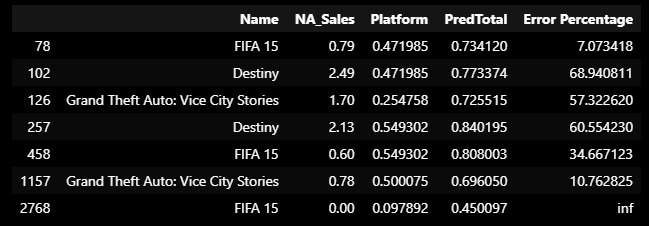 Name NA_Sales Platform PredTotal Error Percentage
78 FIFA 15 0.79 0.471985 0.734120 7.073418
102 Destiny 2.49 0.471985 0.773374 68.940811
126 Grand Theft Auto: Vice City Stories 1.70 0.254758 0.725515 57.322620
257 Destiny 2.13 0.549302 0.840195 60.554230
458 FIFA 15 0.60 0.549302 0.808003 34.667123
1157 Grand Theft Auto: Vice City Stories 0.78 0.500075 0.696050 10.762825
2768 FIFA 15 0.00 0.097892 0.450097 inf